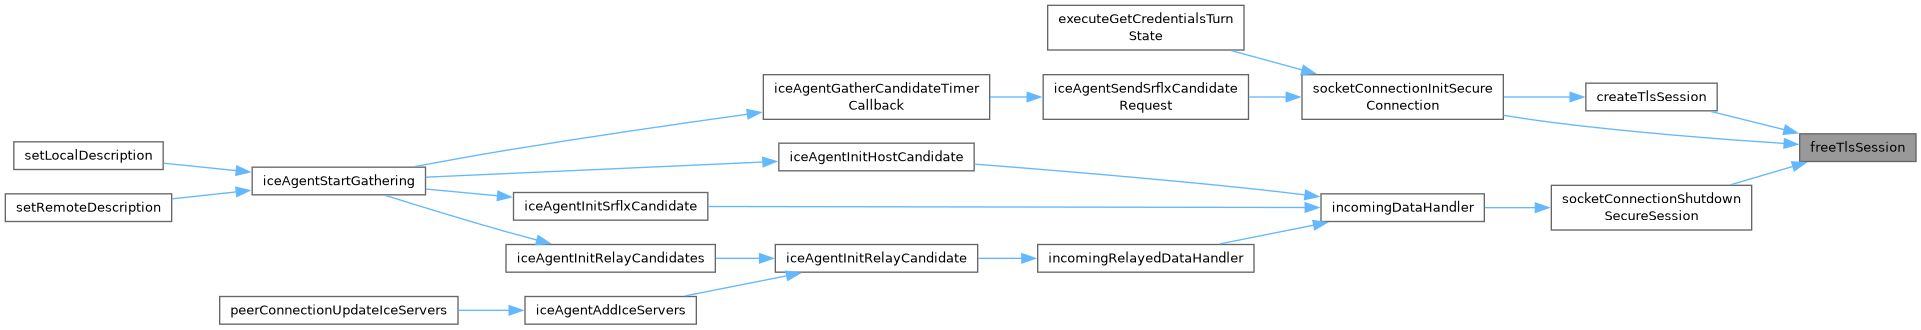 executeGetCredentialsTurn
State
iceAgentGatherCandidateTimer
Callback
iceAgentSendSrflxCandidate
Request
socketConnectionInitSecure
Connection
createTlsSession
setLocalDescription
iceAgentInitHostCandidate
freeTlsSession
iceAgentStartGathering
setRemoteDescription
iceAgentInitSrflxCandidate
incomingDataHandler
socketConnectionShutdown
SecureSession
iceAgentInitRelayCandidates
iceAgentInitRelayCandidate
incomingRelayedDataHandler
peerConnectionUpdateIceServers
iceAgentAddIceServers